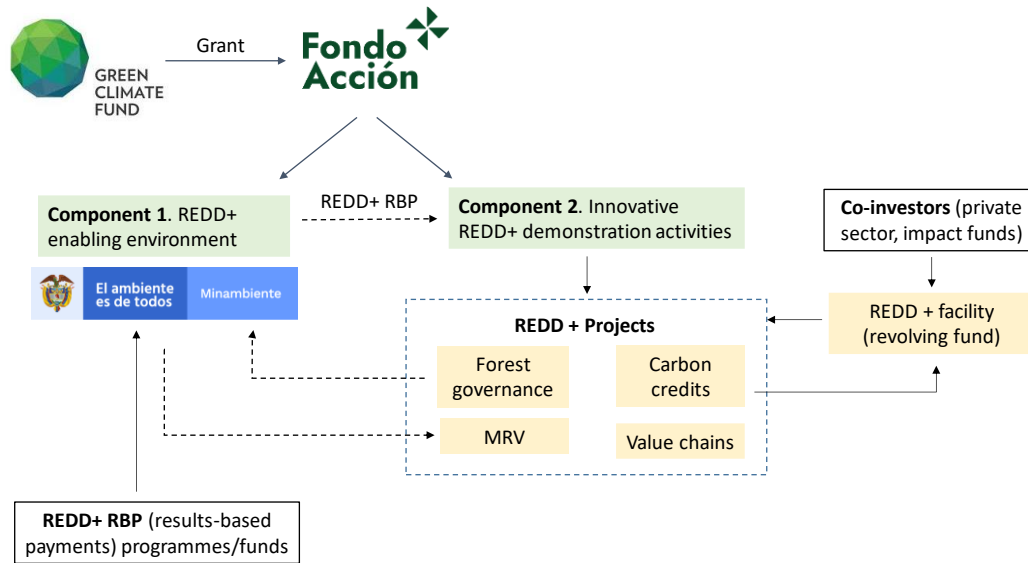 GREEN
CLIMATE
FUND
Grant
Fondo
Acción
Component 1. REDD+
enabling environment
REDD+ RBP
Component 2. Innovative
REDD+ demonstration activities
Co-investors (private
sector, impact funds)
El ambiente
es de todos
Minambiente
REDD + Projects
REDD + facility
(revolving fund)
Forest
governance
Carbon
credits
MRV
Value chains
REDD+ RBP (results-based
payments) programmes/funds